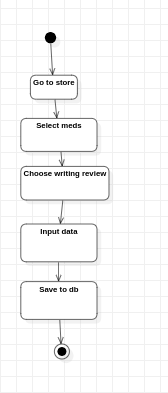 Go to store
Select meds
Choose writing review
Input data
Save to db